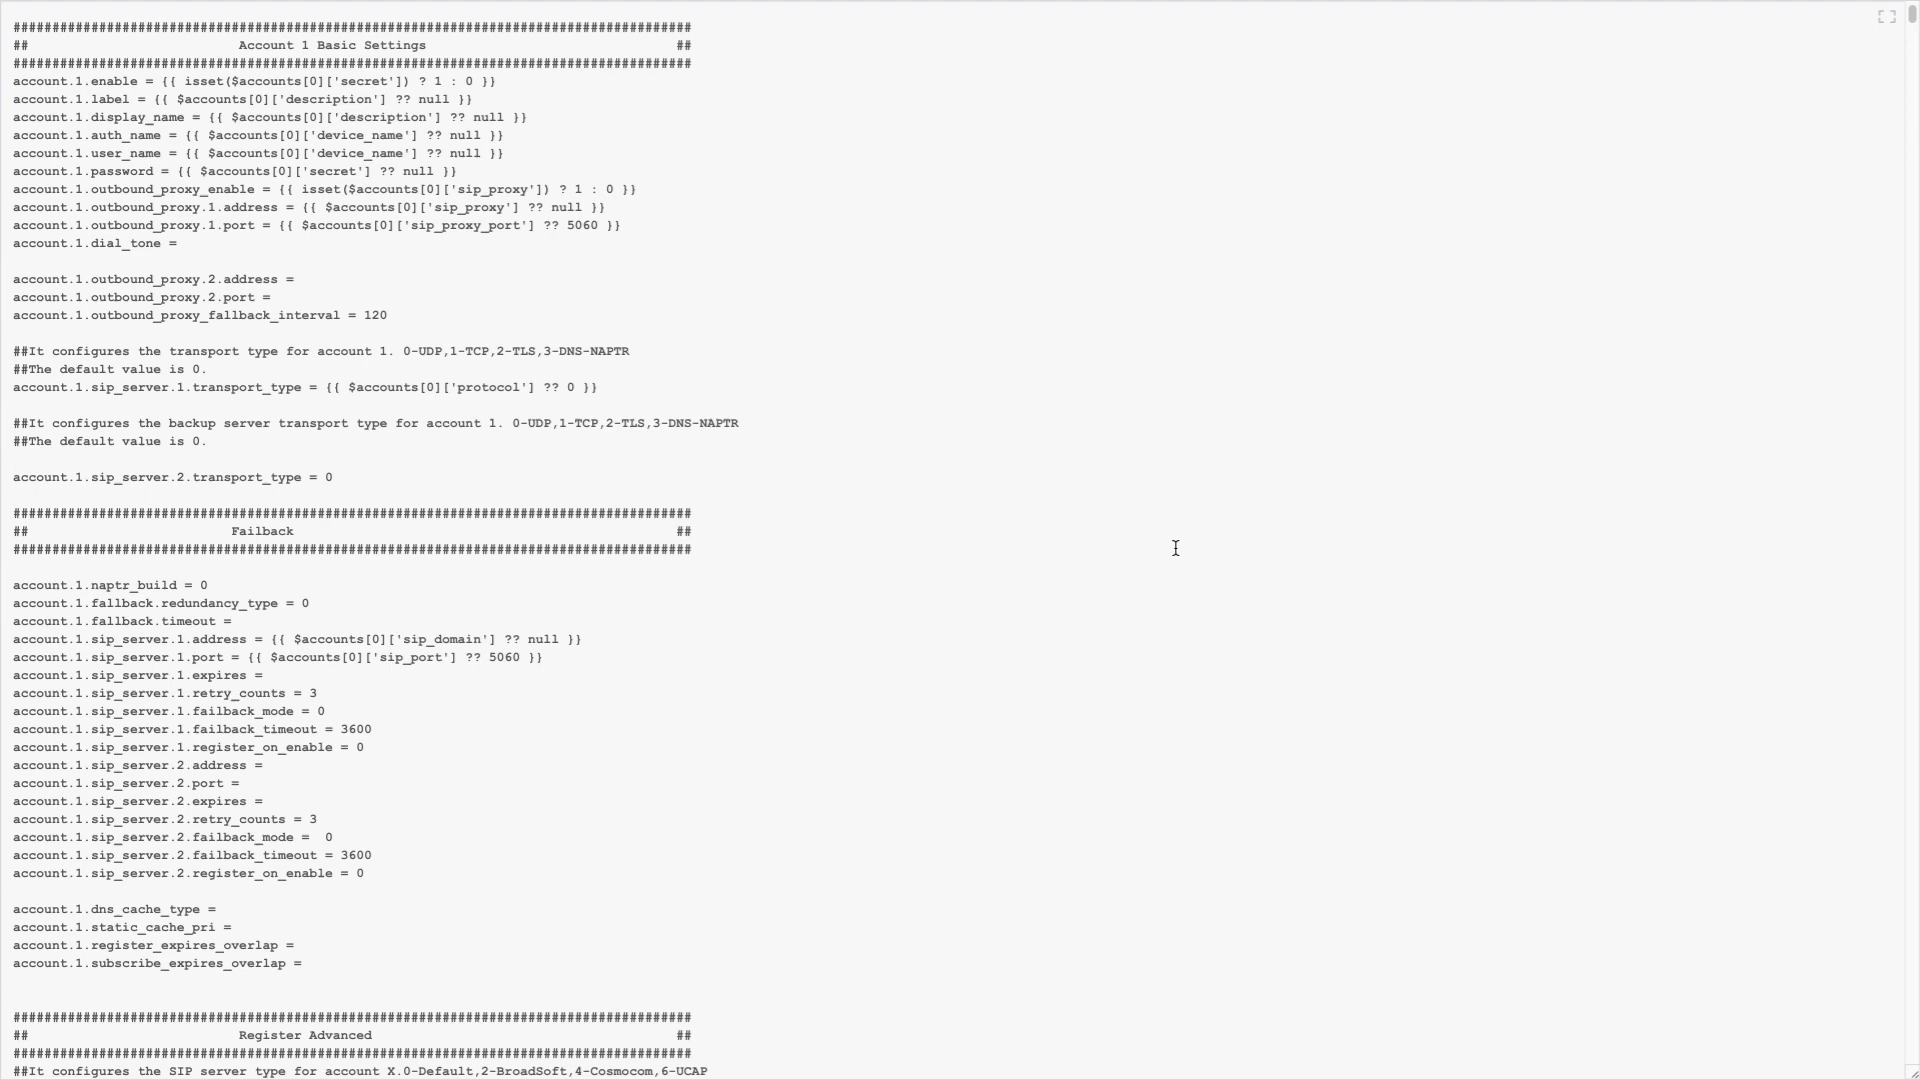 #######################################################################################
##                           Account 1 Basic Settings                                ##
#######################################################################################
account.1.enable = {{ isset($accounts[0]['secret']) ? 1 : 0 }}
account.1.label = {{ $accounts[0]['description'] ?? null }}
account.1.display_name = {{ $accounts[0]['description'] ?? null }}
account.1.auth_name = {{ $accounts[0]['device_name'] ?? null }}
account.1.user_name = {{ $accounts[0]['device_name'] ?? null }}
account.1.password = {{ $accounts[0]['secret'] ?? null }}
account.1.outbound_proxy_enable = {{ isset($accounts[0]['sip_proxy']) ? 1 : 0 }}
account.1.outbound_proxy.1.address = {{ $accounts[0]['sip_proxy'] ?? null }}
account.1.outbound_proxy.1.port = {{ $accounts[0]['sip_proxy_port'] ?? 5060 }}
account.1.dial_tone =

account.1.outbound_proxy.2.address =
account.1.outbound_proxy.2.port =
account.1.outbound_proxy_fallback_interval = 120

##It configures the transport type for account 1. 0-UDP,1-TCP,2-TLS,3-DNS-NAPTR
##The default value is 0.
account.1.sip_server.1.transport_type = {{ $accounts[0]['protocol'] ?? 0 }}

##It configures the backup server transport type for account 1. 0-UDP,1-TCP,2-TLS,3-DNS-NAPTR
##The default value is 0.

account.1.sip_server.2.transport_type = 0

#######################################################################################
##                          Failback                                                 ##
#######################################################################################

account.1.naptr_build = 0
account.1.fallback.redundancy_type = 0
account.1.fallback.timeout =
account.1.sip_server.1.address = {{ $accounts[0]['sip_domain'] ?? null }}
account.1.sip_server.1.port = {{ $accounts[0]['sip_port'] ?? 5060 }}
account.1.sip_server.1.expires =
account.1.sip_server.1.retry_counts = 3
account.1.sip_server.1.failback_mode = 0
account.1.sip_server.1.failback_timeout = 3600
account.1.sip_server.1.register_on_enable = 0
account.1.sip_server.2.address =
account.1.sip_server.2.port =
account.1.sip_server.2.expires =
account.1.sip_server.2.retry_counts = 3
account.1.sip_server.2.failback_mode =  0
account.1.sip_server.2.failback_timeout = 3600
account.1.sip_server.2.register_on_enable = 0

account.1.dns_cache_type =
account.1.static_cache_pri =
account.1.register_expires_overlap =
account.1.subscribe_expires_overlap =


#######################################################################################
##                           Register Advanced                                       ##
#######################################################################################
##It configures the SIP server type for account X.0-Default,2-BroadSoft,4-Cosmocom,6-UCAP